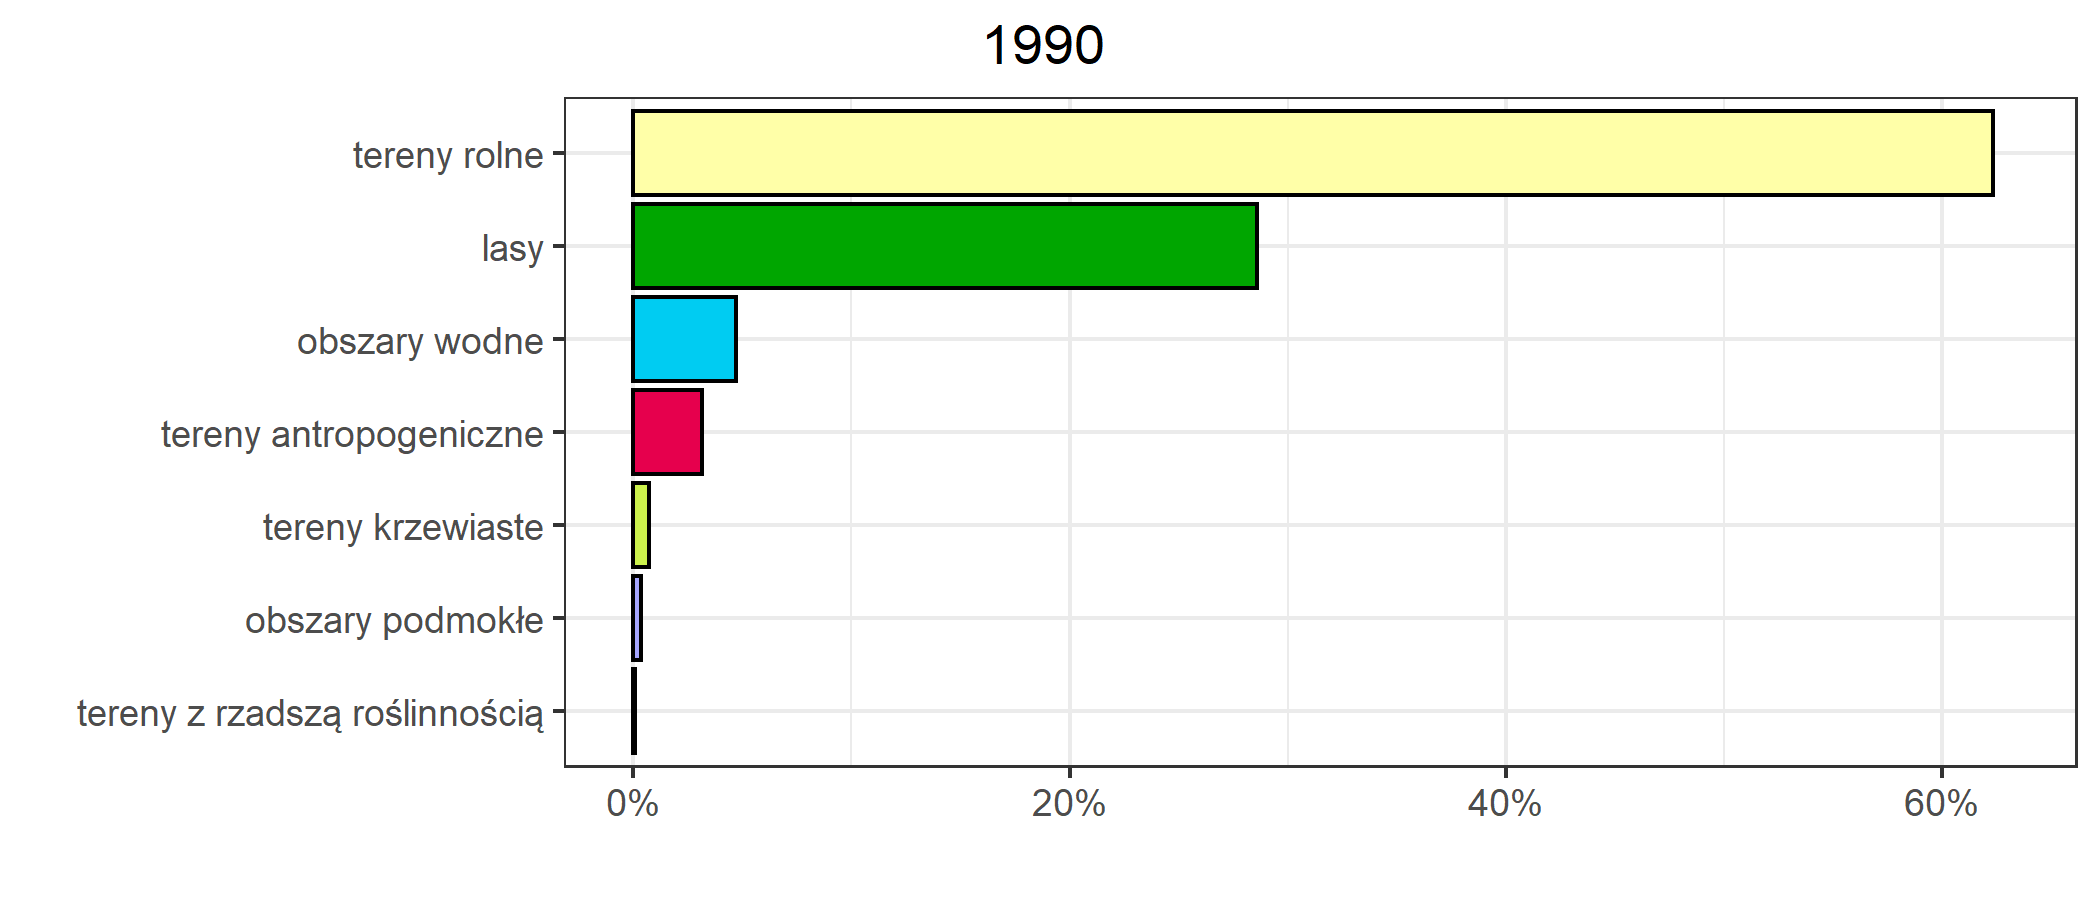 1990
tereny rolne
lasy
obszary wodne
tereny antropogeniczne
tereny krzewiaste
obszary podmokłe
tereny z rzadszą roślinnością
0% 20% 40% 60%